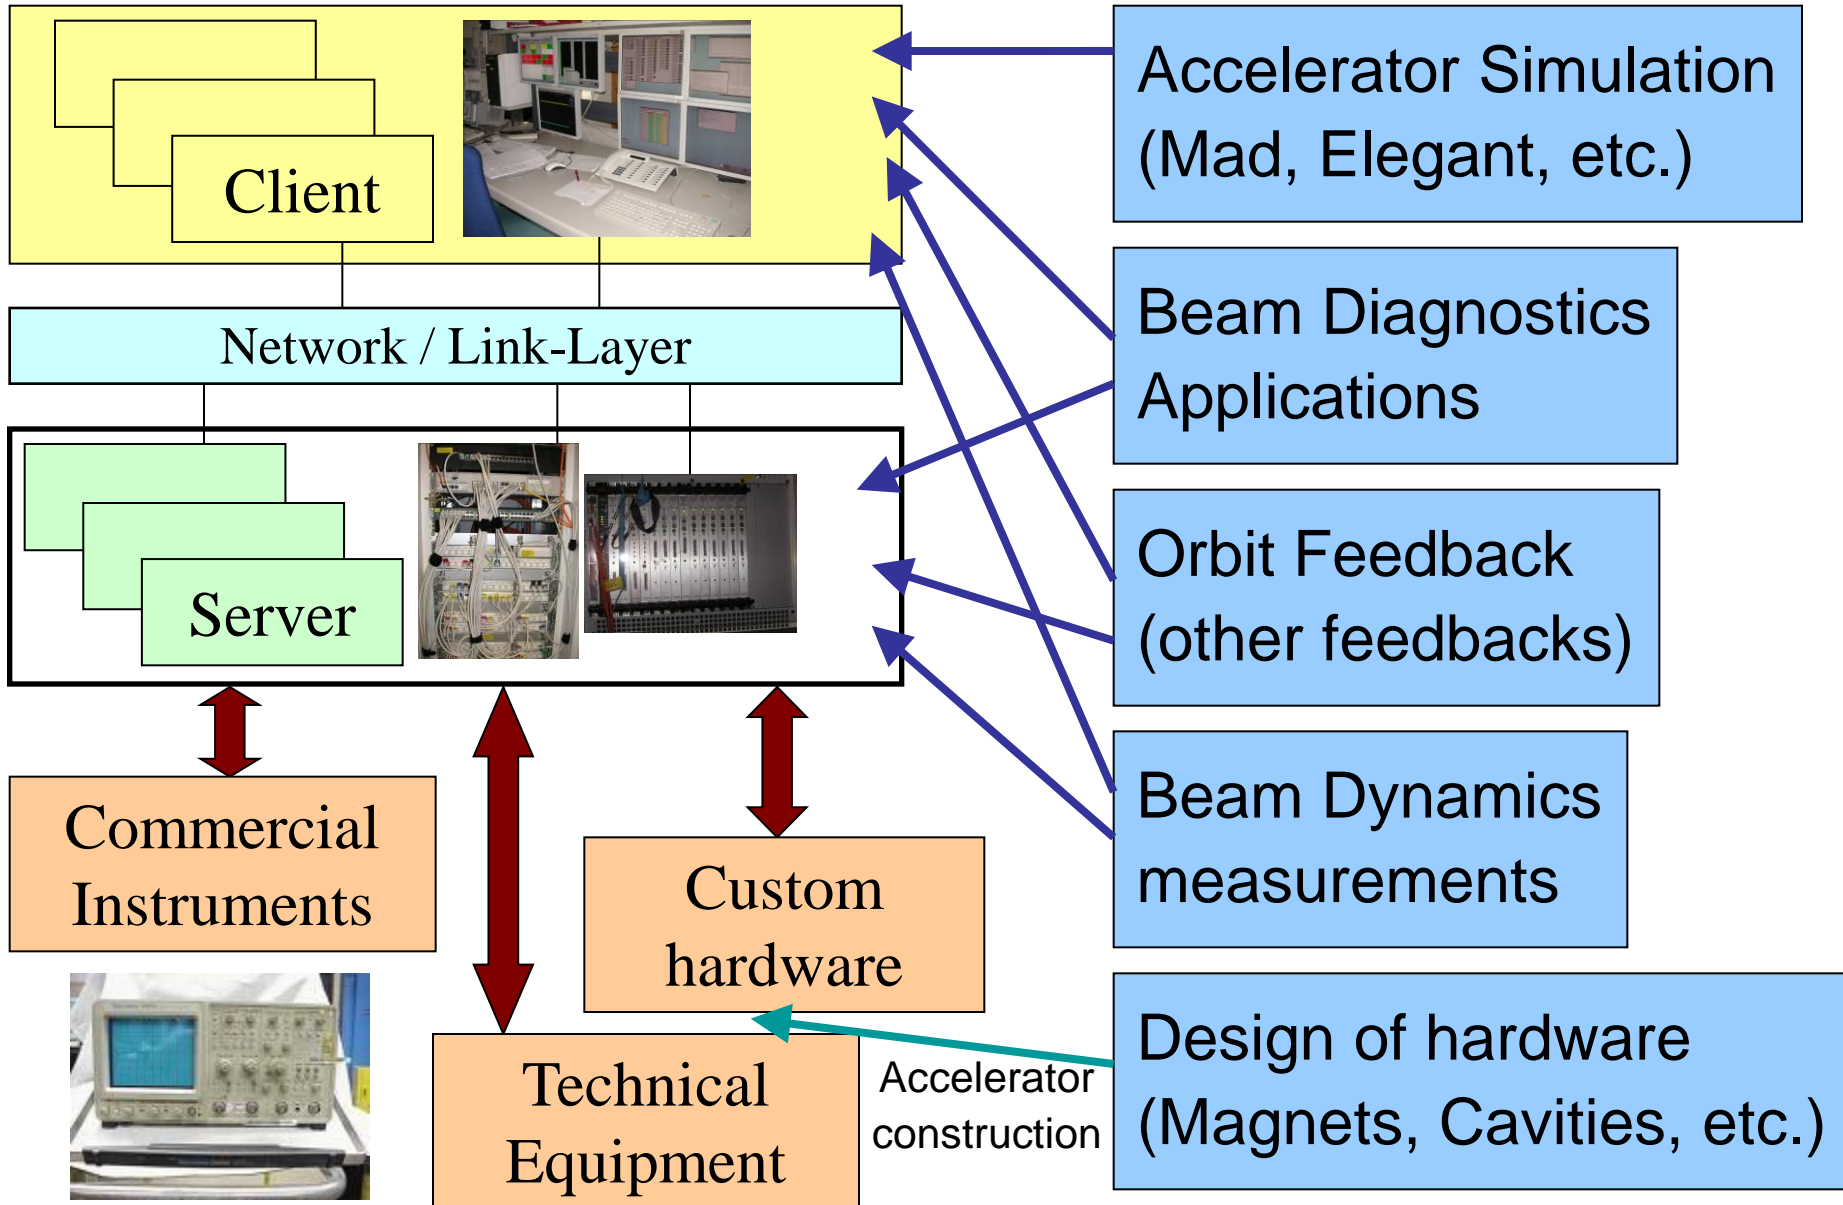 Client
Network / Link-Layer
Server
Commercial
Instruments
Custom
hardware
Technical
Equipment
Accelerator
construction
Accelerator Simulation
(Mad, Elegant, etc.)
Beam Diagnostics
Applications
Orbit Feedback
(other feedbacks)
Beam Dynamics
measurements
Design of hardware
(Magnets, Cavities, etc.)